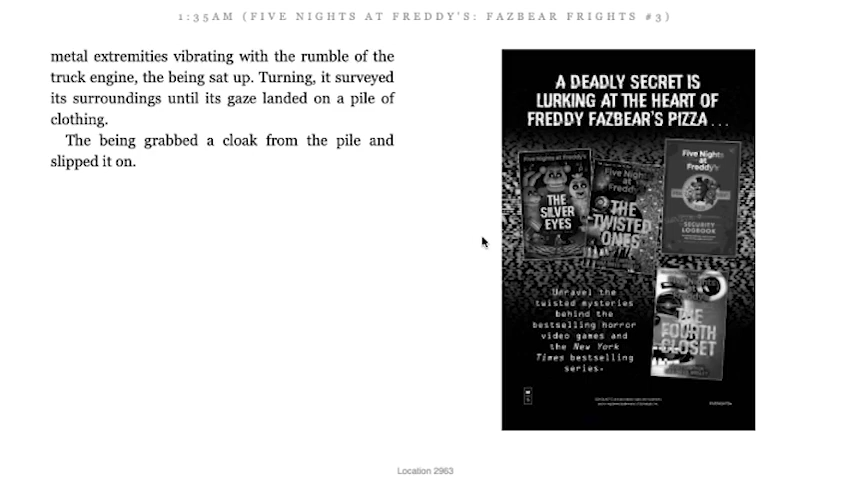 1:35AM (FIVE NIGHTS AT FREDDY'S: FAZBEAR FRIGHTS #3)
metal extremities vibrating with the rumble of the
truck engine, the being sat up. Turning, it surveyed
its surroundings until its gaze landed on a pile of
clothing.
The being grabbed a cloak from the pile and
slipped it on.
A DEADLY SECRET IS
LURKING AT THE HEART OF
FREDDY FAZBEAR'S PIZZA...
Five Nights at Freddy's
THE
SILVER
EYES
Five Nights
at
Freddy's
THE
TWISTED
ONES
Five Nights
at
Freddy's
SECURITY
LOGBOOK
THE
FOURTH
CLOSET
Unravel the
twisted mysteries
behind the
bestselling horror
video games and
the New York
Times bestselling
series.
Location 2963